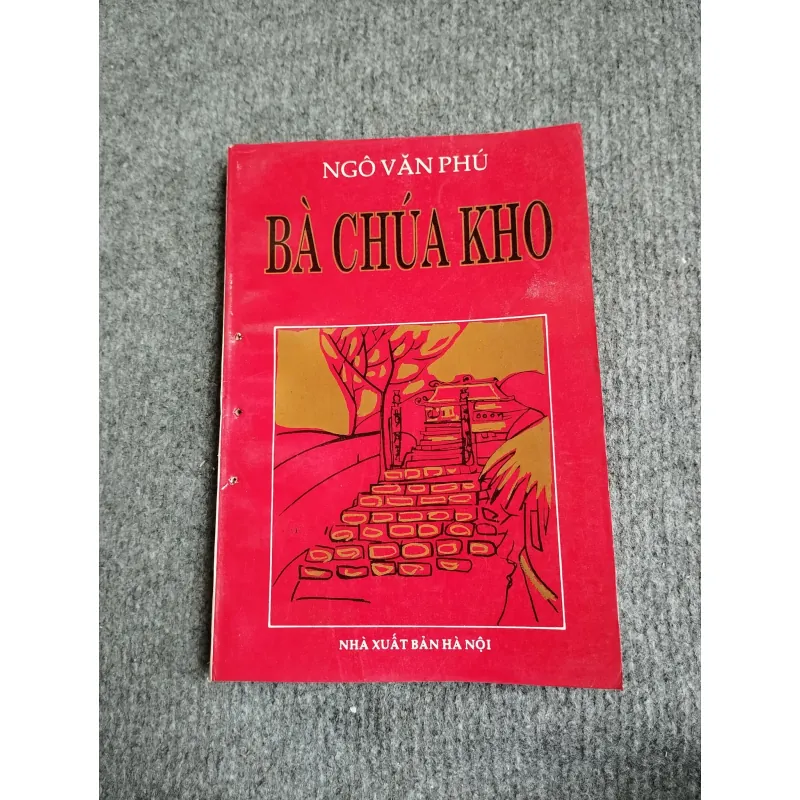 NGÔ VĂN PHÚ
BÀ CHÚA KHO
NHÀ XUẤT BẢN HÀ NỘI